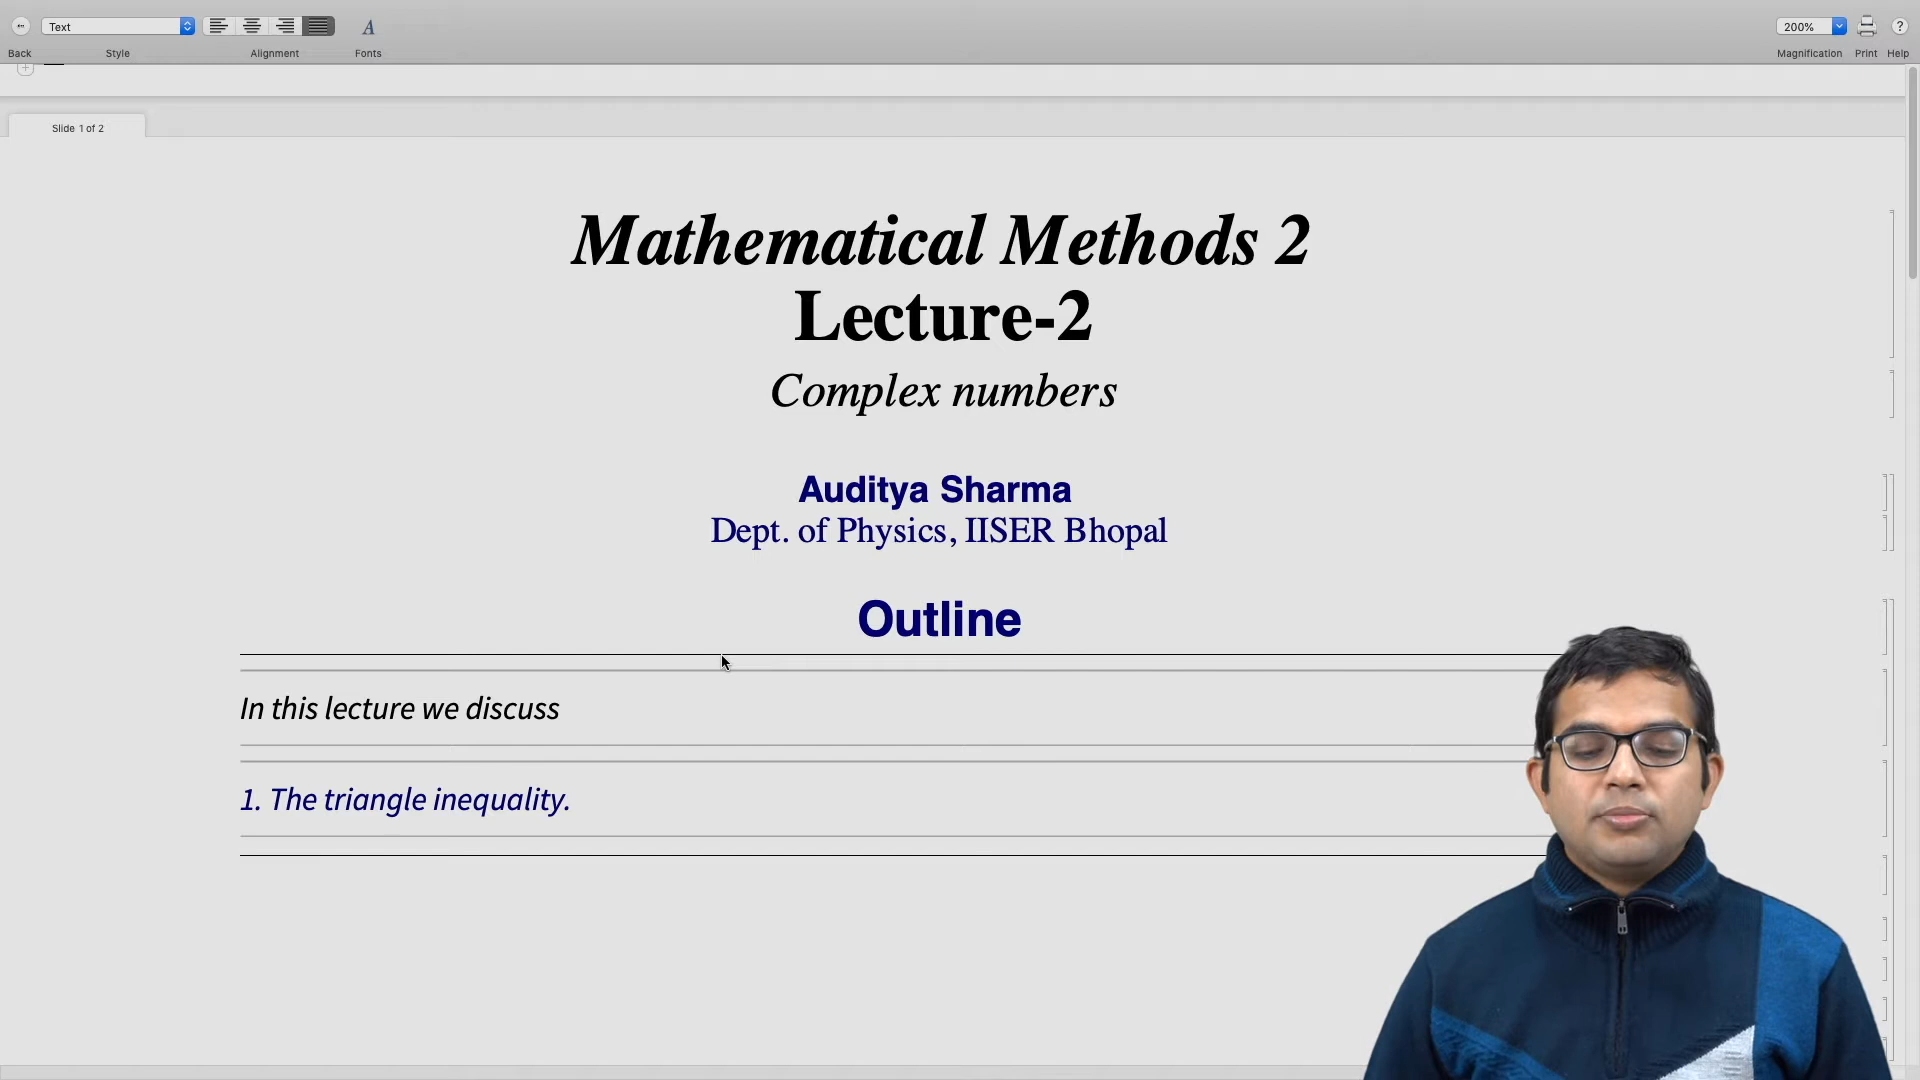 Text
200%
?
Back
Style
Alignment
Fonts
Magnification
Print
Help
Slide 1 of 2
Mathematical Methods 2
Lecture-2
Complex numbers
Auditya Sharma
Dept. of Physics, IISER Bhopal
Outline
In this lecture we discuss
1. The triangle inequality.